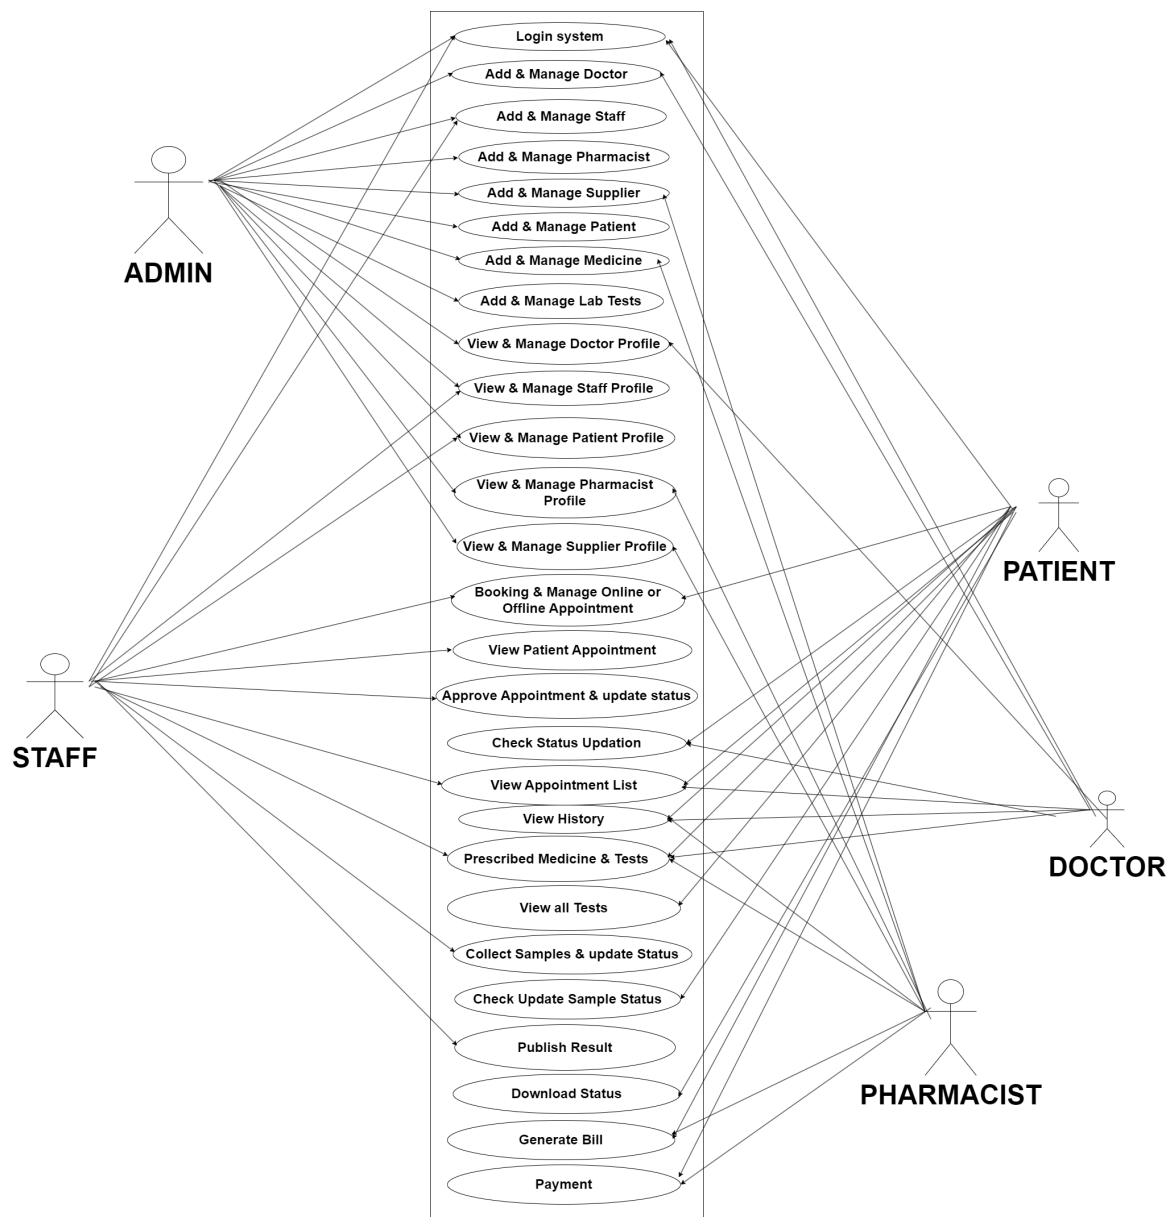 Login system
Add & Manage Doctor
Add & Manage Staff
Add & Manage Pharmacist
Add & Manage Supplier
Add & Manage Patient
Add & Manage Medicine
ADMIN
Add & Manage Lab Tests
View & Manage Doctor Profile
View & Manage Staff Profile
View & Manage Patient Profile
View & Manage Pharmacist
Profile
View & Manage Supplier Profile
PATIENT
Booking & Manage Online or
Offline Appointment
View Patient Appointment
Approve Appointment & update status
STAFF
Check Status Updation
View Appointment List
View History
Prescribed Medicine & Tests
DOCTOR
View all Tests
Collect Samples & update Status
Check Update Sample Status
Publish Result
Download Status
PHARMACIST
Generate Bill
Payment